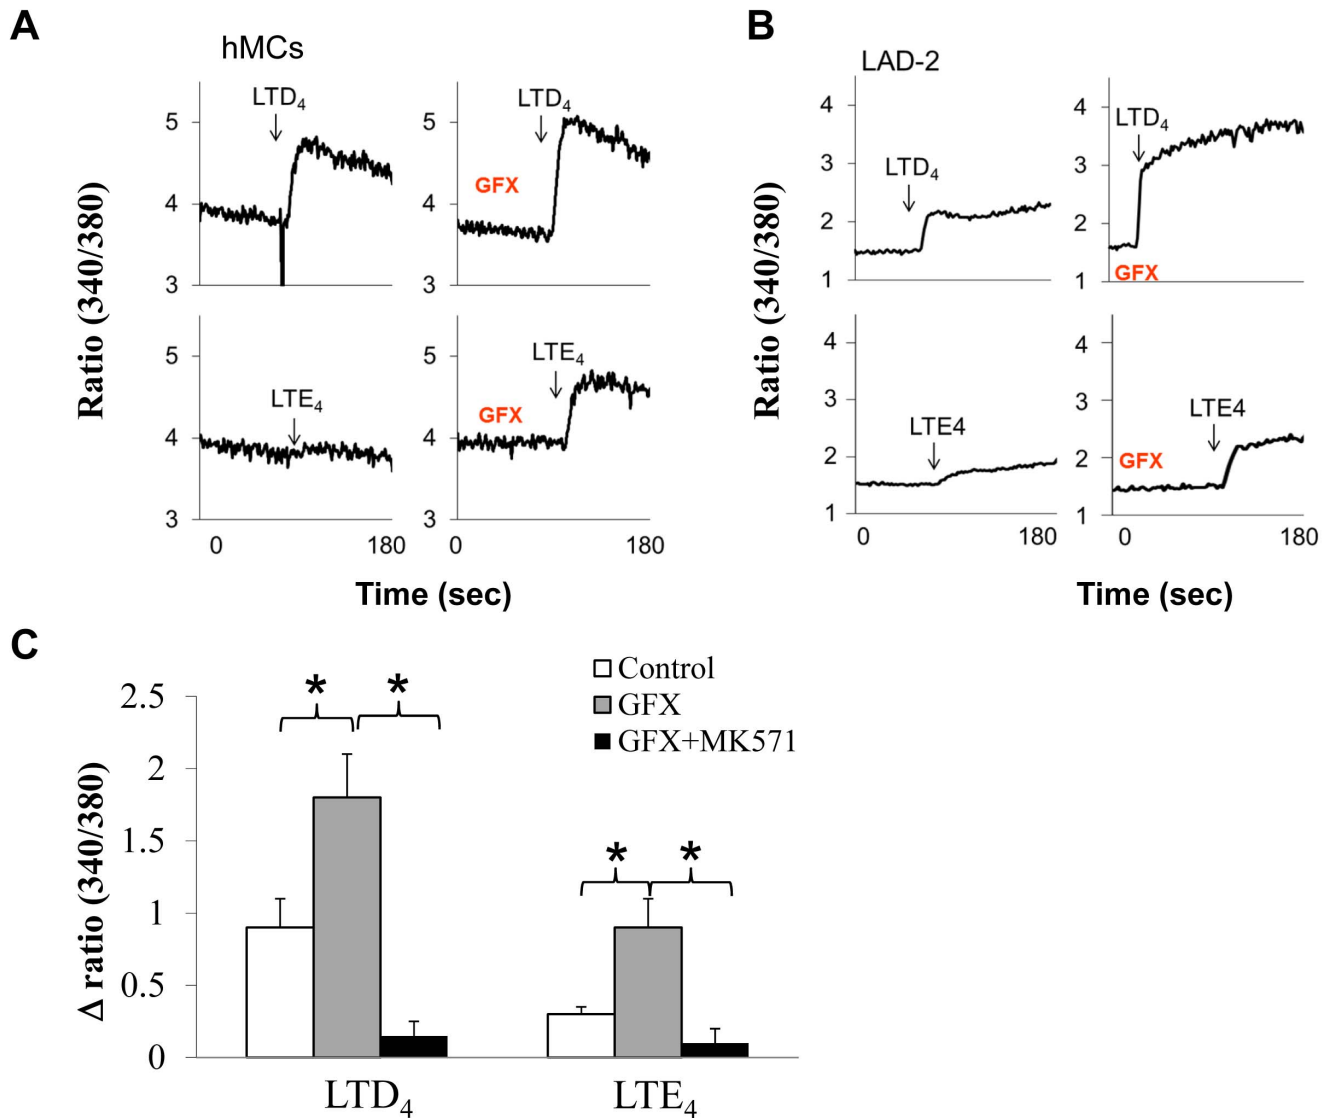 A
hMCs
Ratio (340/380)
LTD4
5
4
3
LTD4
GFX
5
4
3
LTE4
5
4
3
0 180
LTE4
GFX
5
4
3
0 180
Time (sec)
B
LAD-2
Ratio (340/380)
LTD4
4
3
2
1
LTD4
GFX
4
3
2
1
LTE4
4
3
2
1
0 180
LTE4
GFX
4
3
2
1
0 180
Time (sec)
C
Control
GFX
GFX+MK571
Δ ratio (340/380)
2.5
2
1.5
1
0.5
0
* *
* *
LTD4 LTE4